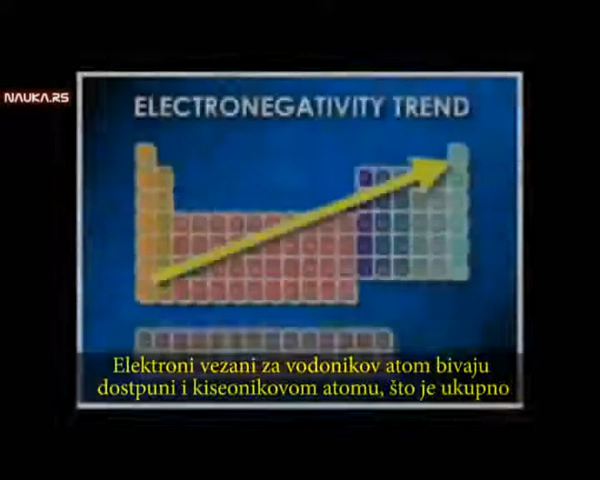 NAUKA.RS
ELECTRONEGATIVITY TREND
Elektroni vezani za vodonikov atom bivaju
dostpuni i kiseonikovom atomu, što je ukupno